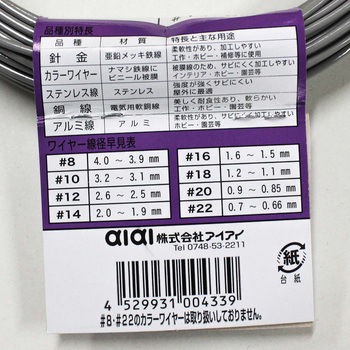 品種別特長
品種 材質 特長と主な用途
針金 亜鉛メッキ鉄線 柔軟性があり、加工しやすい 工作・ホビー・補修等に使用
カラーワイヤー ナマシ鉄線にビニール被膜 被膜線のため、サビにくく加工しやすい インテリア・ホビー・園芸等
ステンレス線 ステンレス 強度が強くサビにくい 屋外に最適
銅線 電気用軟銅線 美しく耐食性あり、軟らかい 工作・ホビー・園芸等
アルミ線 アルミ 柔軟性があり、加工しやすく サビにくい ホビー・園芸等
ワイヤー線径早見表
#8 4.0 ～ 3.9 mm #16 1.6 ～ 1.5 mm
#10 3.2 ～ 3.1 mm #18 1.2 ～ 1.1 mm
#12 2.6 ～ 2.5 mm #20 0.9 ～ 0.85 mm
#14 2.0 ～ 1.9 mm #22 0.7 ～ 0.66 mm
aiai 株式会社アイアイ
Tel 0748-53-2211
4 529931 004339
紙
台紙
#8・#22のカラーワイヤーは取り扱いしておりません。